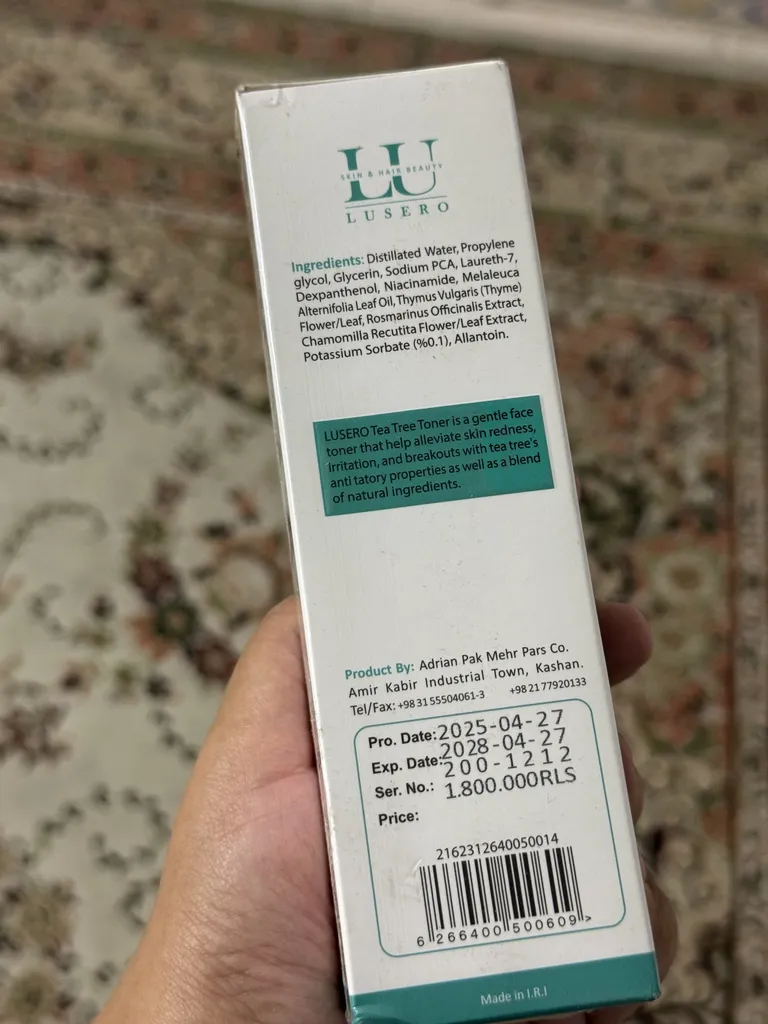 LU
SKIN & HAIR BEAUTY
LUSERO
Ingredients: Distillated Water, Propylene
glycol, Glycerin, Sodium PCA, Laureth-7,
Dexpanthenol, Niacinamide, Melaleuca
Alternifolia Leaf Oil, Thymus Vulgaris (Thyme)
Flower/Leaf, Rosmarinus Officinalis Extract,
Chamomilla Recutita Flower/Leaf Extract,
Potassium Sorbate (%0.1), Allantoin.
LUSERO Tea Tree Toner is a gentle face
toner that help alleviate skin redness,
irritation, and breakouts with tea tree's
anti tatory properties as well as a blend
of natural ingredients.
Product By: Adrian Pak Mehr Pars Co.
Amir Kabir Industrial Town, Kashan.
Tel/Fax: +98 31 55504061-3 +98 21 77920133
Pro. Date: 2025-04-27
Exp. Date: 2028-04-27
Ser. No.: 200-1212
Price: 1.800.000RLS
2162312640050014
6 266400 500609 >
Made in I.R.I